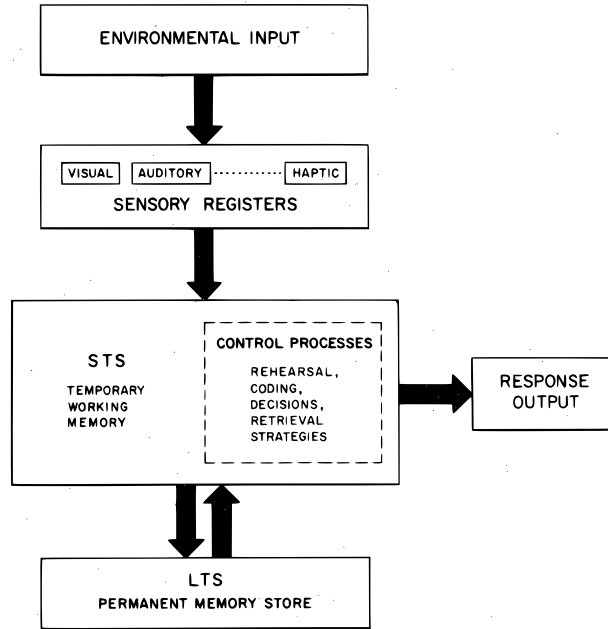 ENVIRONMENTAL INPUT
VISUAL AUDITORY HAPTIC
SENSORY REGISTERS
STS
TEMPORARY
WORKING
MEMORY
CONTROL PROCESSES
REHEARSAL,
CODING,
DECISIONS,
RETRIEVAL
STRATEGIES
RESPONSE
OUTPUT
LTS
PERMANENT MEMORY STORE